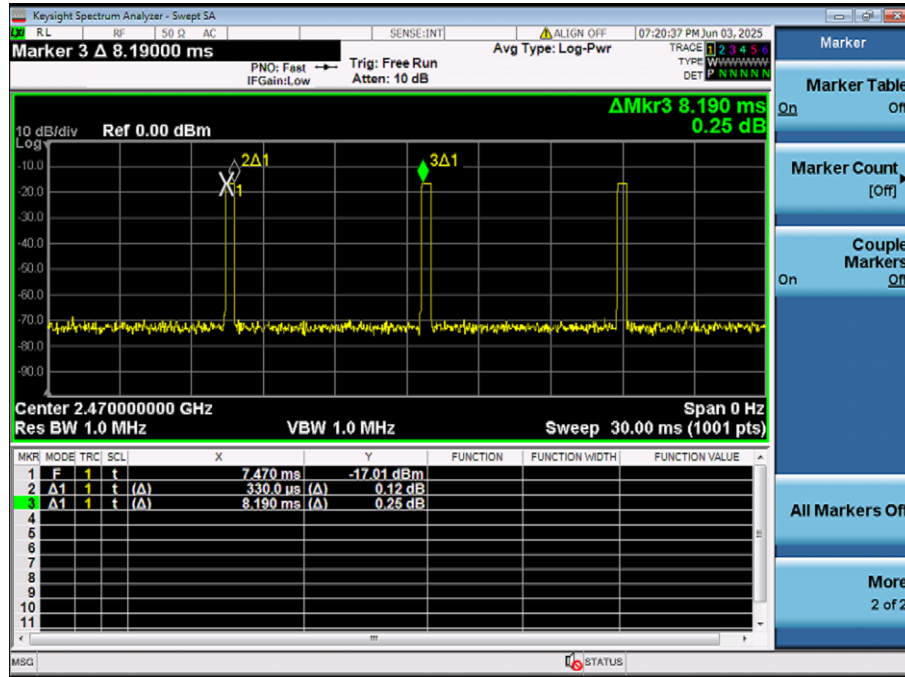 Keysight Spectrum Analyzer - Swept SA
LXI RL RF 50 Ω AC SENSE:INT ⚠ALIGN OFF 07:20:37 PM Jun 03, 2025
Marker 3 Δ 8.19000 ms
PNO: Fast
IFGain:Low
Trig: Free Run
Atten: 10 dB
Avg Type: Log-Pwr
TRACE 1 2 3 4 5 6
TYPE WWWWWW
DET P N N N N N
ΔMkr3 8.190 ms
0.25 dB
10 dB/div Ref 0.00 dBm
Log
-10.0
-20.0
-30.0
-40.0
-50.0
-60.0
-70.0
-80.0
-90.0
2Δ1
1
3Δ1
Center 2.470000000 GHz Span 0 Hz
Res BW 1.0 MHz VBW 1.0 MHz Sweep 30.00 ms (1001 pts)
MKR MODE TRC SCL X Y FUNCTION FUNCTION WIDTH FUNCTION VALUE
1 F 1 t 7.470 ms -17.01 dBm
2 Δ1 1 t (Δ) 330.0 µs (Δ) 0.12 dB
3 Δ1 1 t (Δ) 8.190 ms (Δ) 0.25 dB
4
5
6
7
8
9
10
11
MSG STATUS
Marker
Marker Table
On Off
Marker Count
[Off]
Couple
Markers
On Off
All Markers Off
More
2 of 2